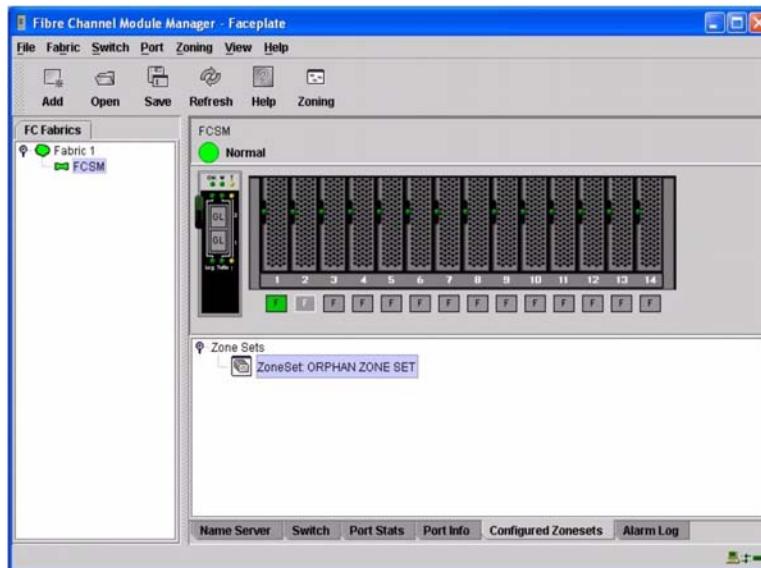 Fibre Channel Module Manager - Faceplate
File Fabric Switch Port Zoning View Help
Add Open Save Refresh Help Zoning
FC Fabrics
Fabric 1
FCSM
FCSM
Normal
GL
GL
1 2 3 4 5 6 7 8 9 10 11 12 13 14
F F F F F F F F F F F F F F
Zone Sets
ZoneSet: ORPHAN ZONE SET
Name Server Switch Port Stats Port Info Configured Zonesets Alarm Log